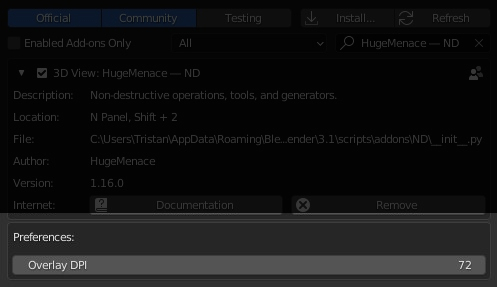 Official Community Testing Install... Refresh
Enabled Add-ons Only All HugeMenace — ND
3D View: HugeMenace — ND
Description: Non-destructive operations, tools, and generators.
Location: N Panel, Shift + 2
File: C:\Users\Tristan\AppData\Roaming\Ble...ender\3.1\scripts\addons\ND\__init__.py
Author: HugeMenace
Version: 1.16.0
Internet: Documentation Remove
Preferences:
Overlay DPI 72